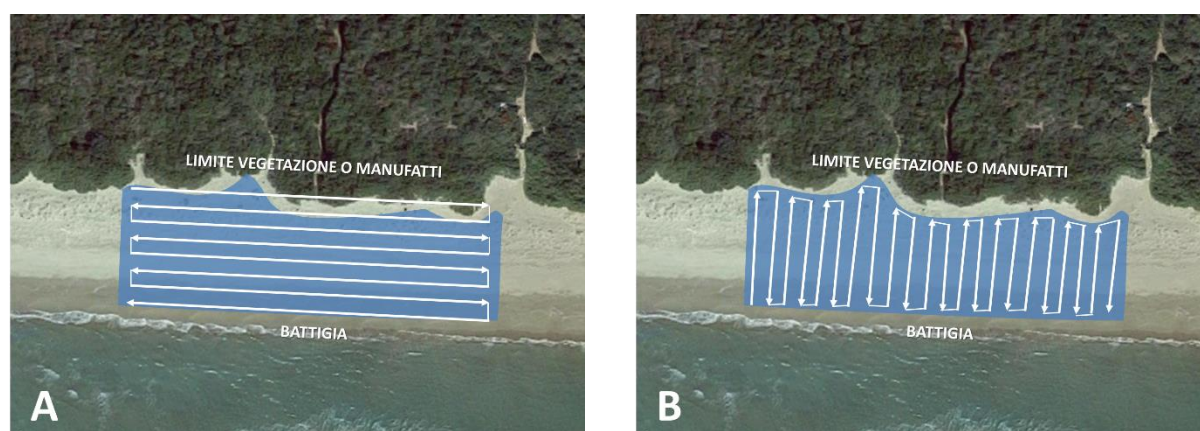 LIMITE VEGETAZIONE O MANUFATTI
BATTIGIA
A
LIMITE VEGETAZIONE O MANUFATTI
BATTIGIA
B